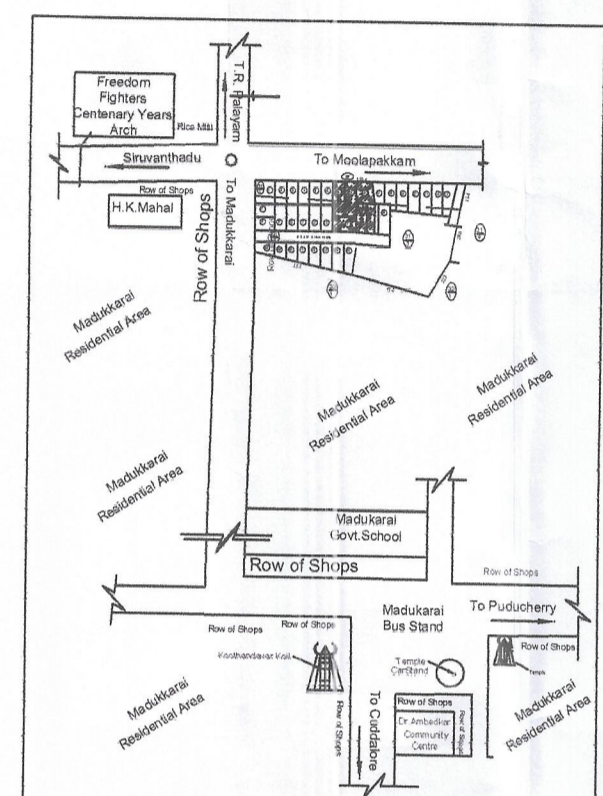 T.R. Palayam
Freedom
Fighters
Centenary Years
Arch
Rice Mill
Siruvanthadu
To Moolapakkam
Row of Shops
H.K.Mahal
Row of Shops
To Madukkarai
Madukkarai
Residential Area
Madukkarai
Residential Area
Madukkarai
Residential Area
Madukkarai
Residential Area
Madukarai
Govt.School
Row of Shops
Row of Shops
Madukarai
Bus Stand
To Puducherry
Row of Shops
Row of Shops
Row of Shops
Koothandavar Koil
Temple
CarStand
Temple
Madukkarai
Residential Area
Row of Shops
To Cuddalore
Row of Shops
Dr.Ambedkar
Community
Centre
Row of Shops
Madukkarai
Residential Area